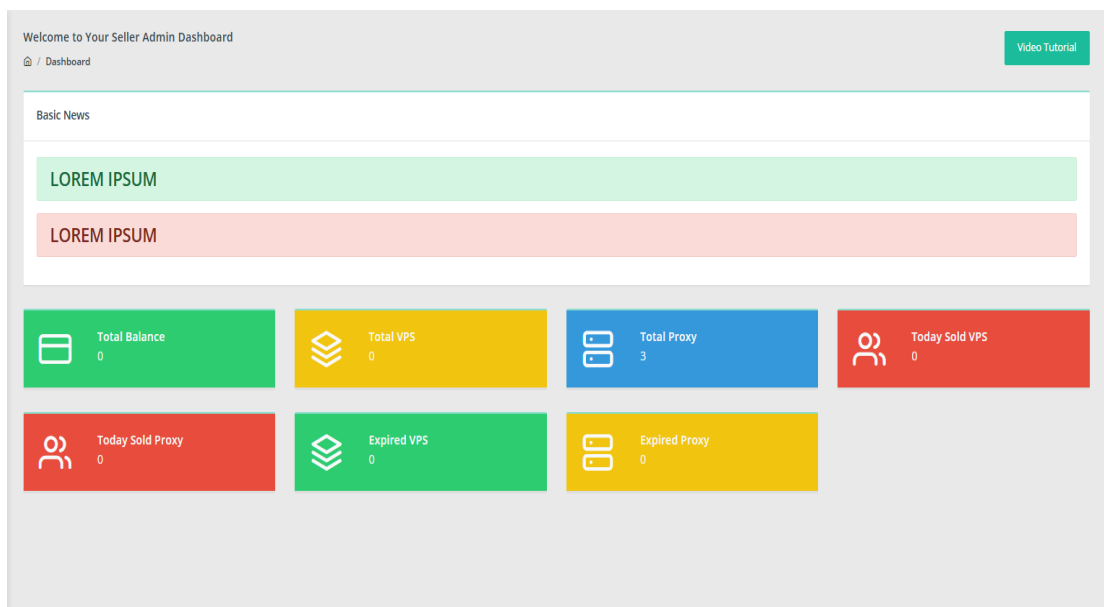 Welcome to Your Seller Admin Dashboard
Video Tutorial
/ Dashboard
Basic News
LOREM IPSUM
LOREM IPSUM
Total Balance
0
Total VPS
0
Total Proxy
3
Today Sold VPS
0
Today Sold Proxy
0
Expired VPS
0
Expired Proxy
0